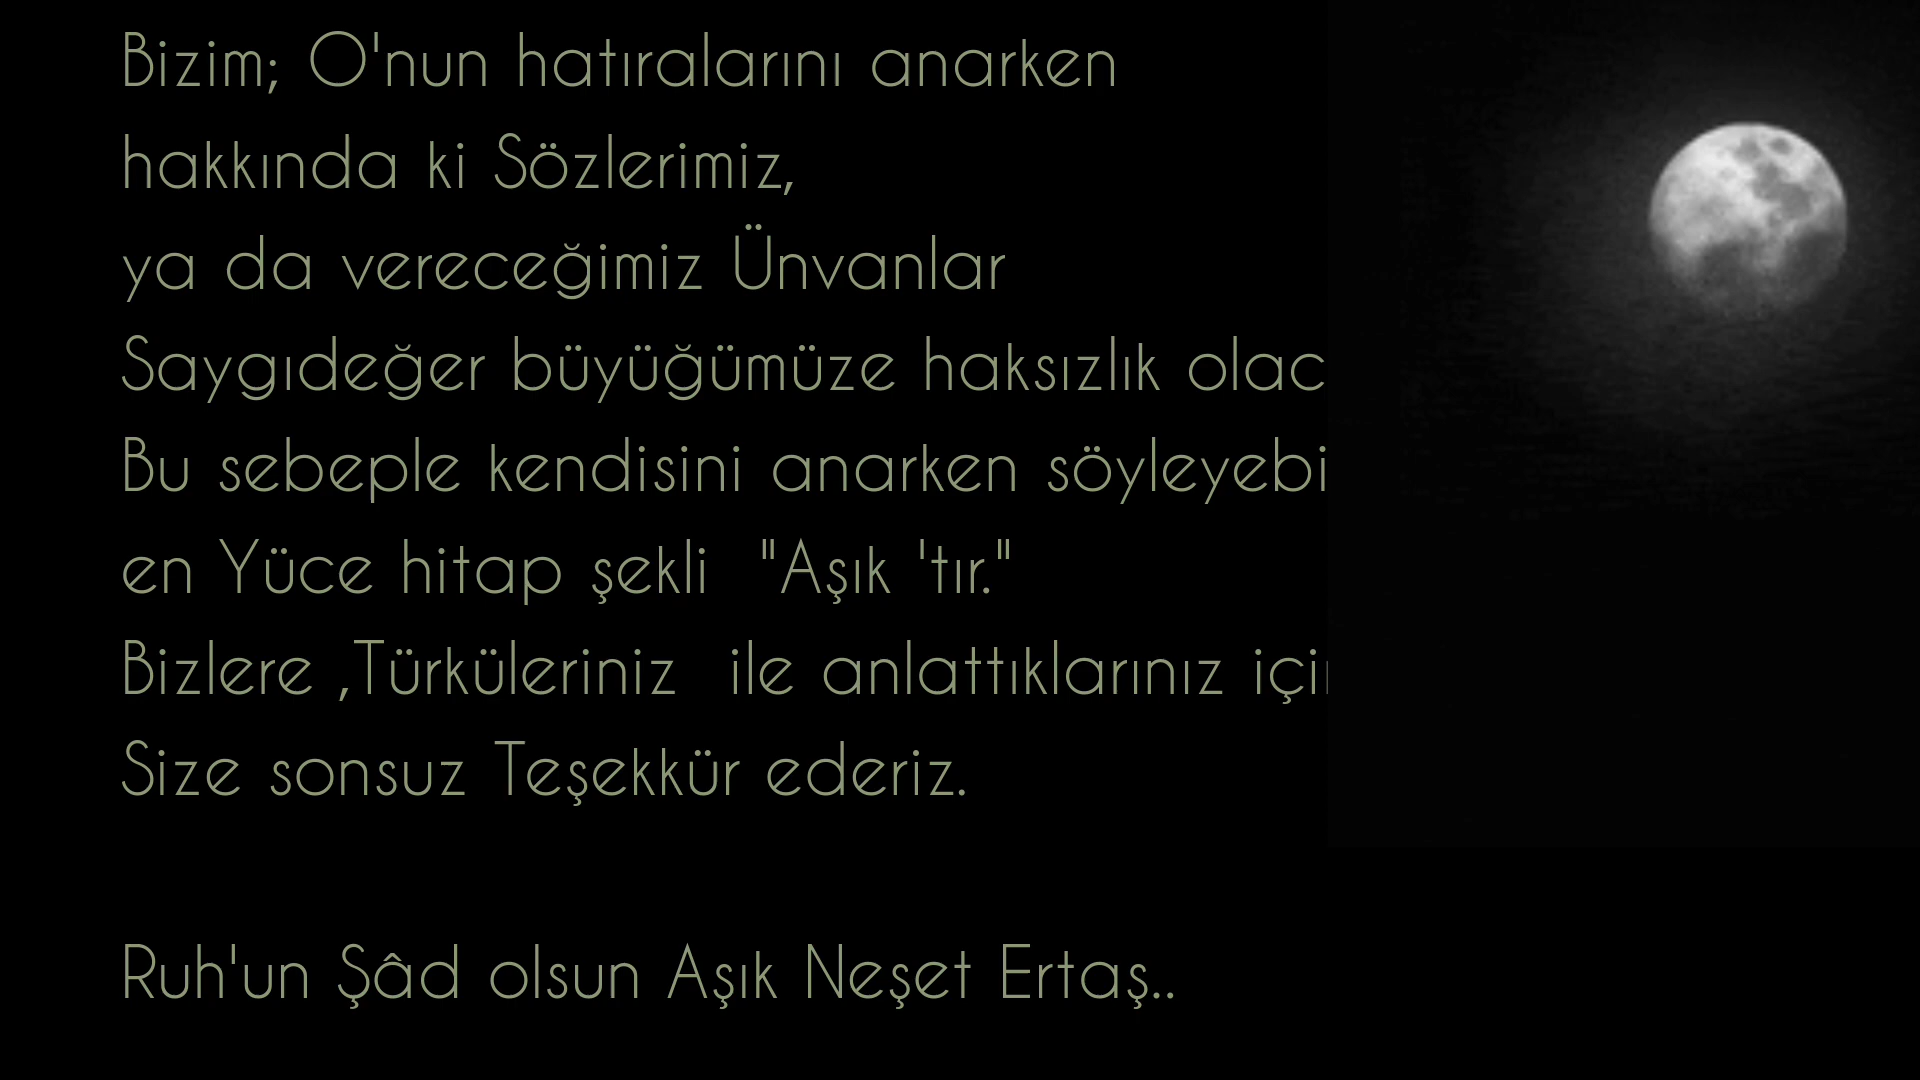 Bizim; O'nun hatıralarını anarken
hakkında ki Sözlerimiz,
ya da vereceğimiz Ünvanlar
Saygıdeğer büyüğümüze haksızlık olac
Bu sebeple kendisini anarken söyleyebi
en Yüce hitap şekli "Aşık 'tır."
Bizlere ,Türküleriniz ile anlattıklarınız
Size sonsuz Teşekkür ederiz.
Ruh'un Şâd olsun Aşık Neşet Ertaş..